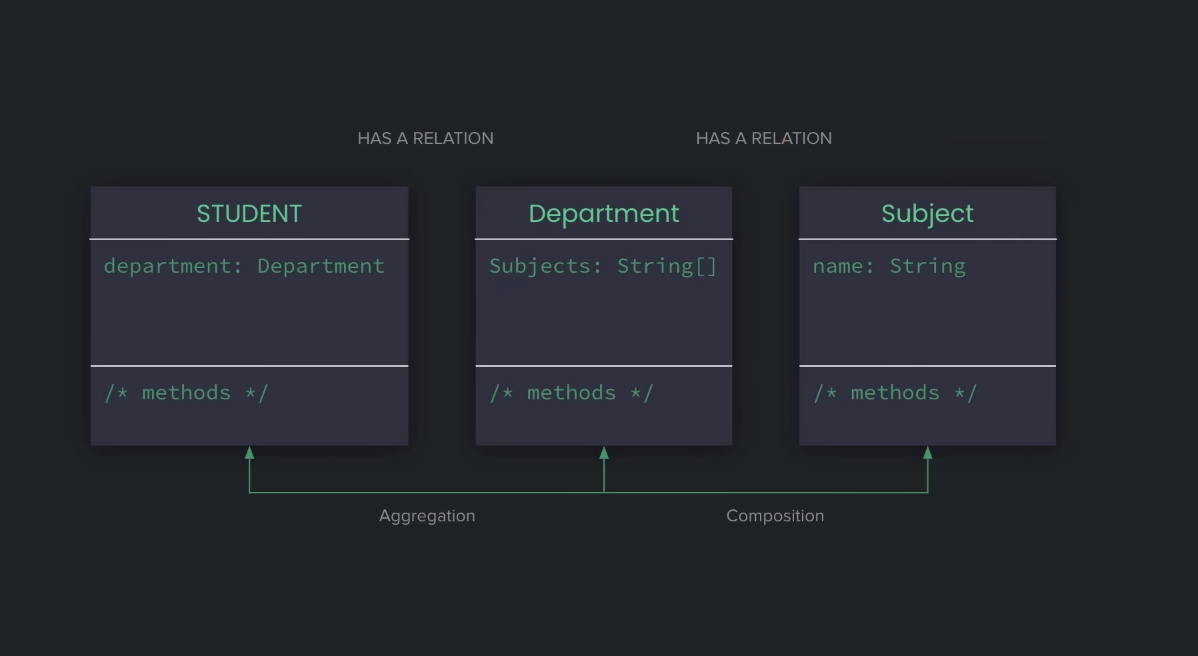 HAS A RELATION
HAS A RELATION
STUDENT
department: Department
/* methods */
Department
Subjects: String[]
/* methods */
Subject
name: String
/* methods */
Aggregation
Composition